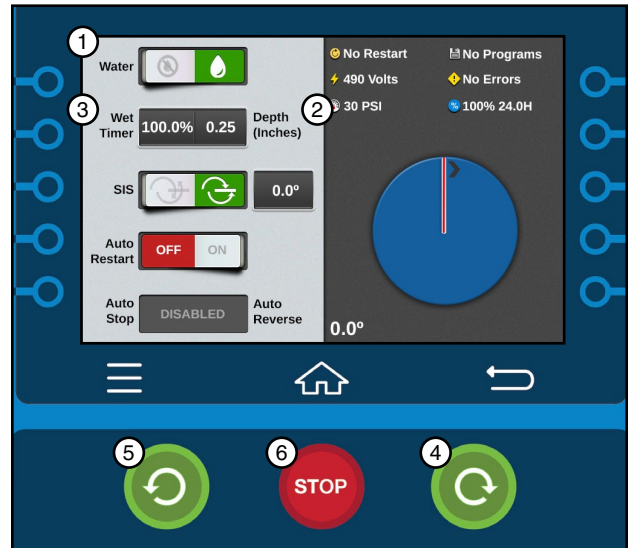 1
Water
3
Wet
Timer
100.0% 0.25
Depth
(Inches)
SIS
0.0º
Auto
Restart
OFF ON
Auto
Stop
DISABLED
Auto
Reverse
No Restart
No Programs
490 Volts
No Errors
2
30 PSI
100% 24.0H
0.0º
5
6
STOP
4